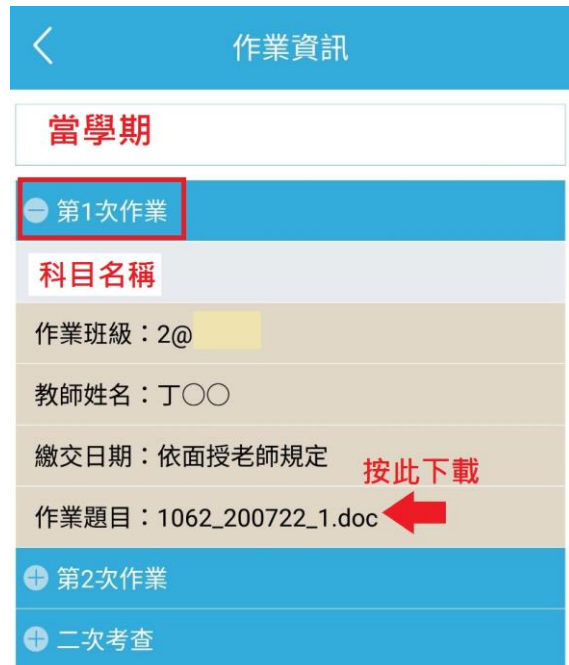 作業資訊
當學期
第1次作業
科目名稱
作業班級：2@
教師姓名：丁〇〇
繳交日期：依面授老師規定
按此下載
作業題目：1062_200722_1.doc
第2次作業
二次考查